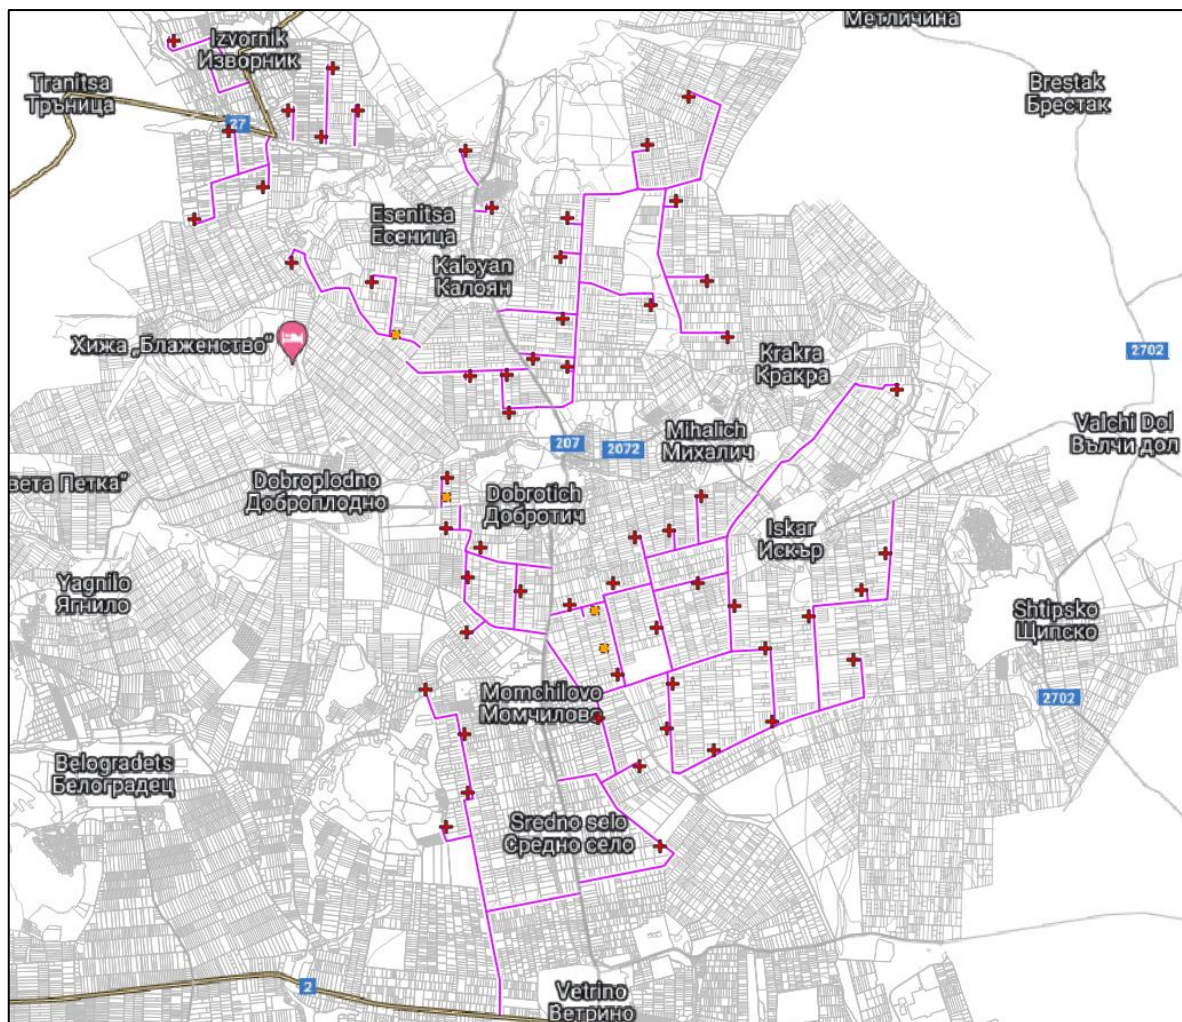 Метличина
Izvornik
Изворник
Tranitsa
Тръница
Brestak
Брестак
27
Esenitsa
Есеница
Kaloyan
Калоян
Хижа „Блаженство"
2702
Krakra
Кракра
Valchi Dol
Вълчи дол
Mihalich
Михалич
207
2072
вета Петка"
Dobroplodno
Доброплодно
Dobrotich
Добротич
Iskar
Искър
Yagnilo
Ягнило
Shtipsko
Щипско
2702
Momchilovo
Момчилово
Belogradets
Белоградец
Sredno selo
Средно село
2
Vetrino
Ветрино